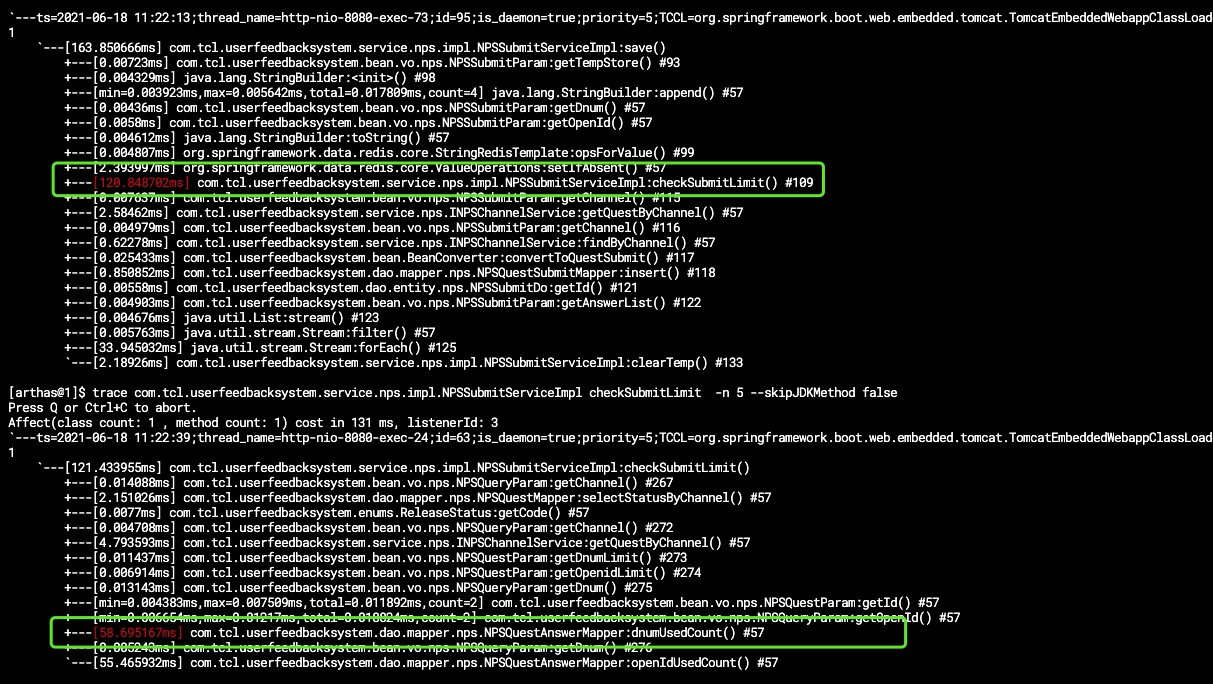 `---ts=2021-06-18 11:22:13;thread_name=http-nio-8080-exec-73;id=95;is_daemon=true;priority=5;TCCL=org.springframework.boot.web.embedded.tomcat.TomcatEmbeddedWebappClassLoad
1
`---[163.850666ms] com.tcl.userfeedbacksystem.service.nps.impl.NPSSubmitServiceImpl:save()
+---[0.00723ms] com.tcl.userfeedbacksystem.bean.vo.nps.NPSSubmitParam:getTempStore() #93
+---[0.004329ms] java.lang.StringBuilder:<init>() #98
+---[min=0.003923ms,max=0.005642ms,total=0.017809ms,count=4] java.lang.StringBuilder:append() #57
+---[0.00436ms] com.tcl.userfeedbacksystem.bean.vo.nps.NPSSubmitParam:getDnum() #57
+---[0.0058ms] com.tcl.userfeedbacksystem.bean.vo.nps.NPSSubmitParam:getOpenId() #57
+---[0.004612ms] java.lang.StringBuilder:toString() #57
+---[0.004807ms] org.springframework.data.redis.core.StringRedisTemplate:opsForValue() #99
+---[2.393997ms] org.springframework.data.redis.core.ValueOperations:setIfAbsent() #57
+---[120.848702ms] com.tcl.userfeedbacksystem.service.nps.impl.NPSSubmitServiceImpl:checkSubmitLimit() #109
+---[0.007637ms] com.tcl.userfeedbacksystem.bean.vo.nps.NPSSubmitParam:getChannel() #115
+---[2.58462ms] com.tcl.userfeedbacksystem.service.nps.INPSChannelService:getQuestByChannel() #57
+---[0.004979ms] com.tcl.userfeedbacksystem.bean.vo.nps.NPSSubmitParam:getChannel() #116
+---[0.62278ms] com.tcl.userfeedbacksystem.service.nps.INPSChannelService:findByChannel() #57
+---[0.025433ms] com.tcl.userfeedbacksystem.bean.BeanConverter:convertToQuestSubmit() #117
+---[0.850852ms] com.tcl.userfeedbacksystem.dao.mapper.nps.NPSQuestSubmitMapper:insert() #118
+---[0.00558ms] com.tcl.userfeedbacksystem.dao.entity.nps.NPSSubmitDo:getId() #121
+---[0.004903ms] com.tcl.userfeedbacksystem.bean.vo.nps.NPSSubmitParam:getAnswerList() #122
+---[0.004676ms] java.util.List:stream() #123
+---[0.005763ms] java.util.stream.Stream:filter() #57
+---[33.945032ms] java.util.stream.Stream:forEach() #125
`---[2.18926ms] com.tcl.userfeedbacksystem.service.nps.impl.NPSSubmitServiceImpl:clearTemp() #133
[arthas@1]$ trace com.tcl.userfeedbacksystem.service.nps.impl.NPSSubmitServiceImpl checkSubmitLimit  -n 5 --skipJDKMethod false
Press Q or Ctrl+C to abort.
Affect(class count: 1 , method count: 1) cost in 131 ms, listenerId: 3
`---ts=2021-06-18 11:22:39;thread_name=http-nio-8080-exec-24;id=63;is_daemon=true;priority=5;TCCL=org.springframework.boot.web.embedded.tomcat.TomcatEmbeddedWebappClassLoad
1
`---[121.433955ms] com.tcl.userfeedbacksystem.service.nps.impl.NPSSubmitServiceImpl:checkSubmitLimit()
+---[0.014088ms] com.tcl.userfeedbacksystem.bean.vo.nps.NPSQueryParam:getChannel() #267
+---[2.151026ms] com.tcl.userfeedbacksystem.dao.mapper.nps.NPSQuestMapper:selectStatusByChannel() #57
+---[0.0077ms] com.tcl.userfeedbacksystem.enums.ReleaseStatus:getCode() #57
+---[0.004708ms] com.tcl.userfeedbacksystem.bean.vo.nps.NPSQueryParam:getChannel() #272
+---[4.793593ms] com.tcl.userfeedbacksystem.service.nps.INPSChannelService:getQuestByChannel() #57
+---[0.011437ms] com.tcl.userfeedbacksystem.bean.vo.nps.NPSQuestParam:getDnumLimit() #273
+---[0.006914ms] com.tcl.userfeedbacksystem.bean.vo.nps.NPSQuestParam:getOpenidLimit() #274
+---[0.013143ms] com.tcl.userfeedbacksystem.bean.vo.nps.NPSQueryParam:getDnum() #275
+---[min=0.004383ms,max=0.007509ms,total=0.011892ms,count=2] com.tcl.userfeedbacksystem.bean.vo.nps.NPSQuestParam:getId() #57
+---[min=0.006654ms,max=0.01217ms,total=0.018824ms,count=2] com.tcl.userfeedbacksystem.bean.vo.nps.NPSQueryParam:getOpenId() #57
+---[58.695167ms] com.tcl.userfeedbacksystem.dao.mapper.nps.NPSQuestAnswerMapper:dnumUsedCount() #57
+---[0.005243ms] com.tcl.userfeedbacksystem.bean.vo.nps.NPSQueryParam:getDnum() #276
`---[55.465932ms] com.tcl.userfeedbacksystem.dao.mapper.nps.NPSQuestAnswerMapper:openIdUsedCount() #57